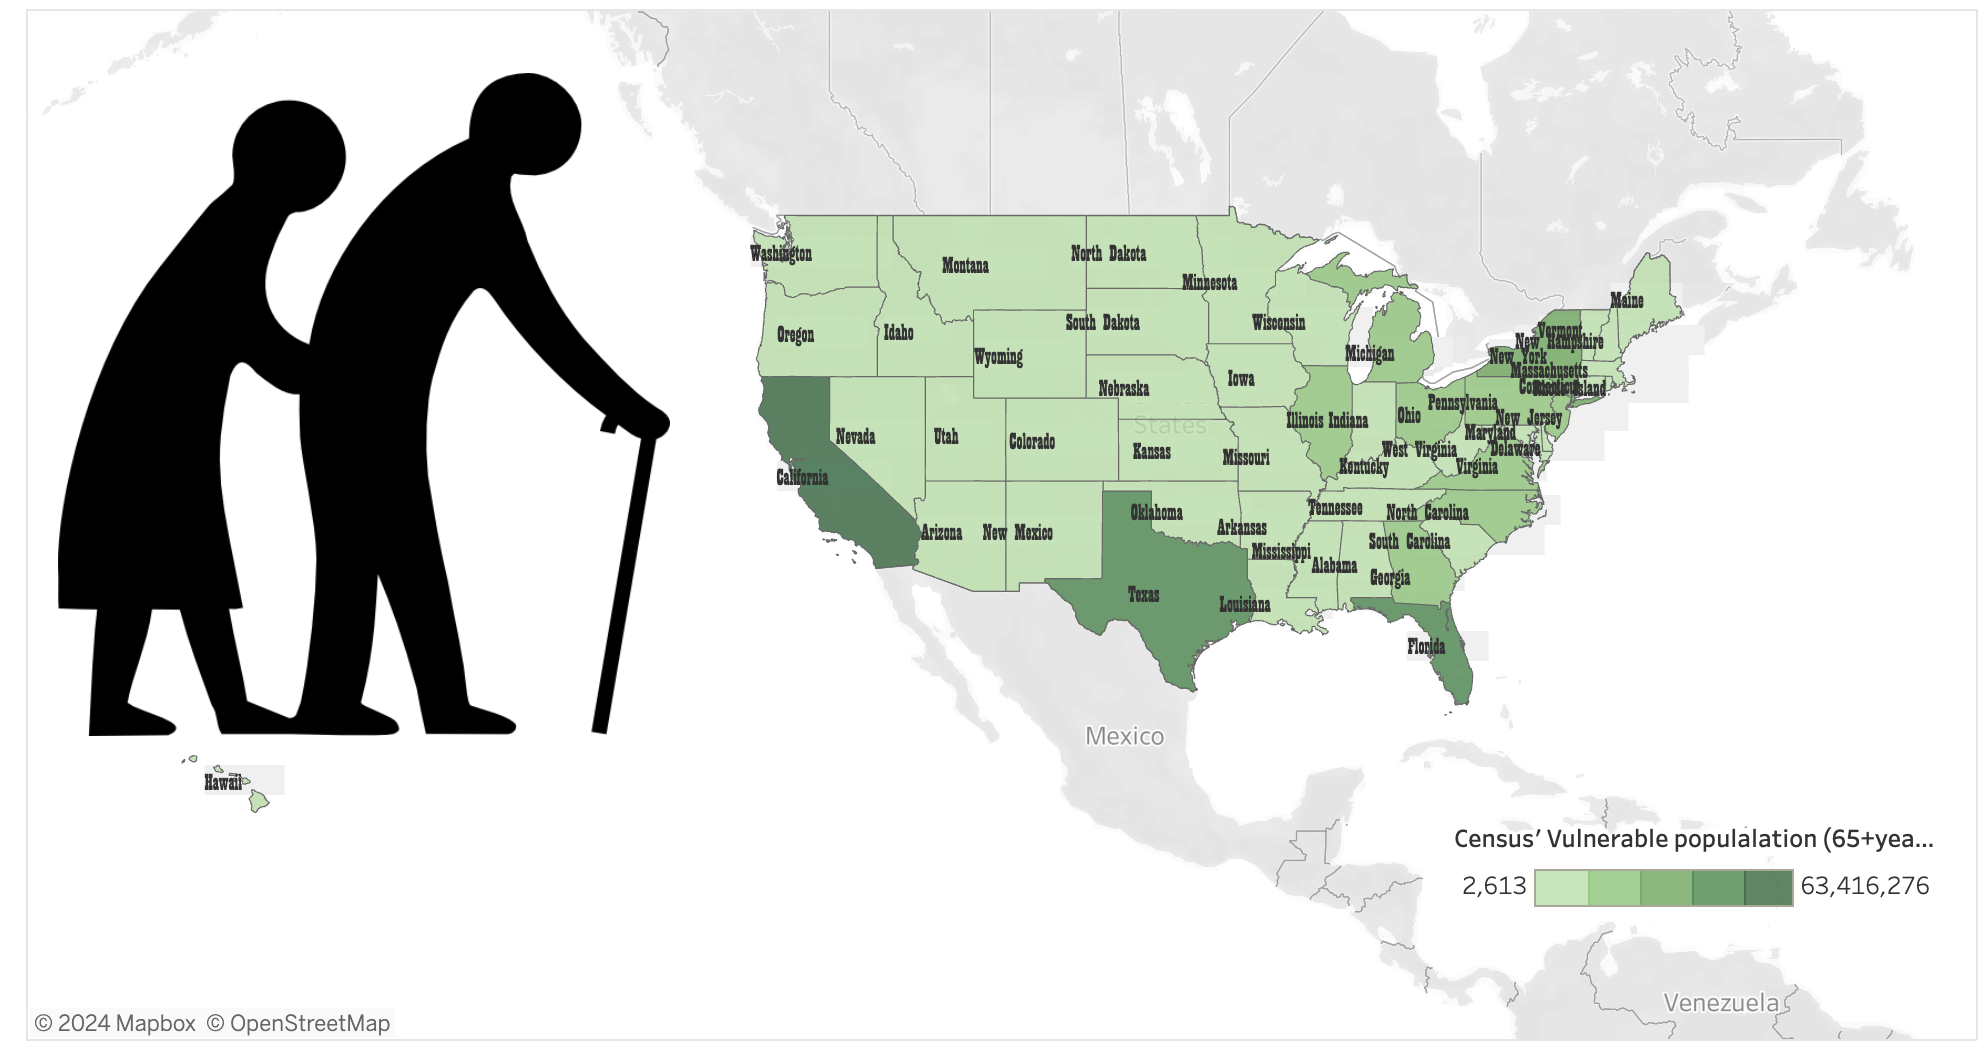 Washington
Montana
North Dakota
Minnesota
Maine
Oregon
Idaho
South Dakota
Wisconsin
Vermont
New Hampshire
Wyoming
Michigan
New York
Massachusetts
Nebraska
Iowa
Connecticut
Rhode Island
Pennsylvania
Illinois
Indiana
Ohio
New Jersey
States
Nevada
Utah
Colorado
Kansas
Missouri
West Virginia
Maryland
Delaware
Kentucky
Virginia
California
Oklahoma
Tennessee
North Carolina
Arizona
New Mexico
Arkansas
South Carolina
Mississippi
Alabama
Georgia
Texas
Louisiana
Florida
Mexico
Hawaii
Census' Vulnerable populalation (65+yea...
2,613
63,416,276
Venezuela
© 2024 Mapbox © OpenStreetMap